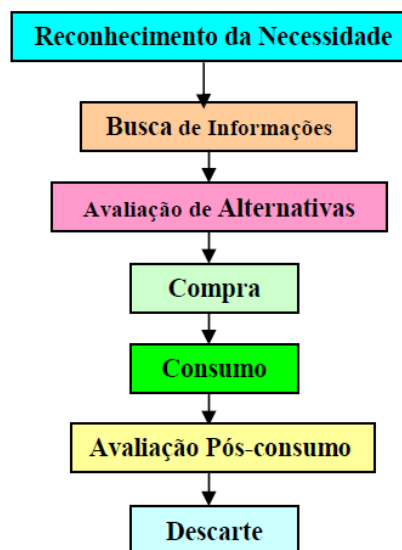 Reconhecimento da Necessidade
Busca de Informações
Avaliação de Alternativas
Compra
Consumo
Avaliação Pós-consumo
Descarte